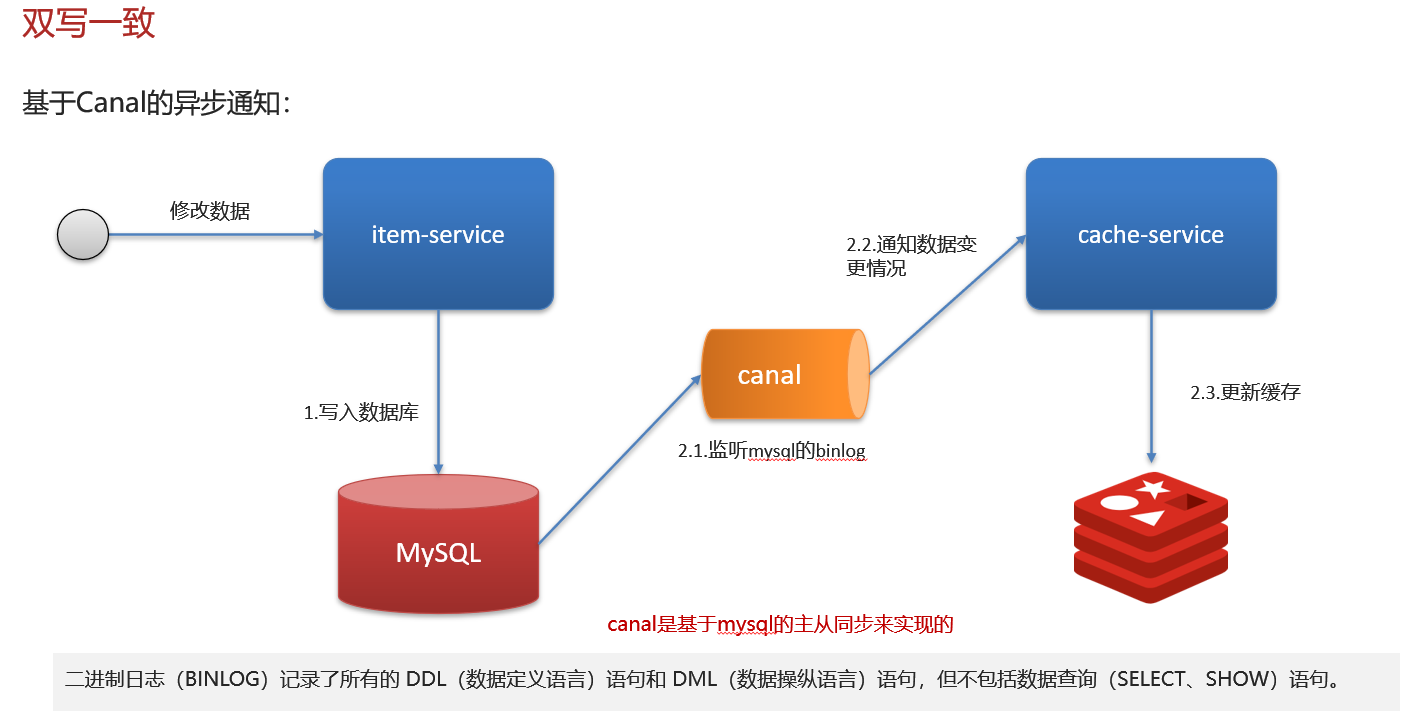 双写一致
基于Canal的异步通知：
修改数据
item-service
2.2.通知数据变
更情况
cache-service
canal
1.写入数据库
2.3.更新缓存
2.1.监听mysql的binlog
MySQL
canal是基于mysql的主从同步来实现的
二进制日志（BINLOG）记录了所有的 DDL（数据定义语言）语句和 DML（数据操纵语言）语句，但不包括数据查询（SELECT、SHOW）语句。